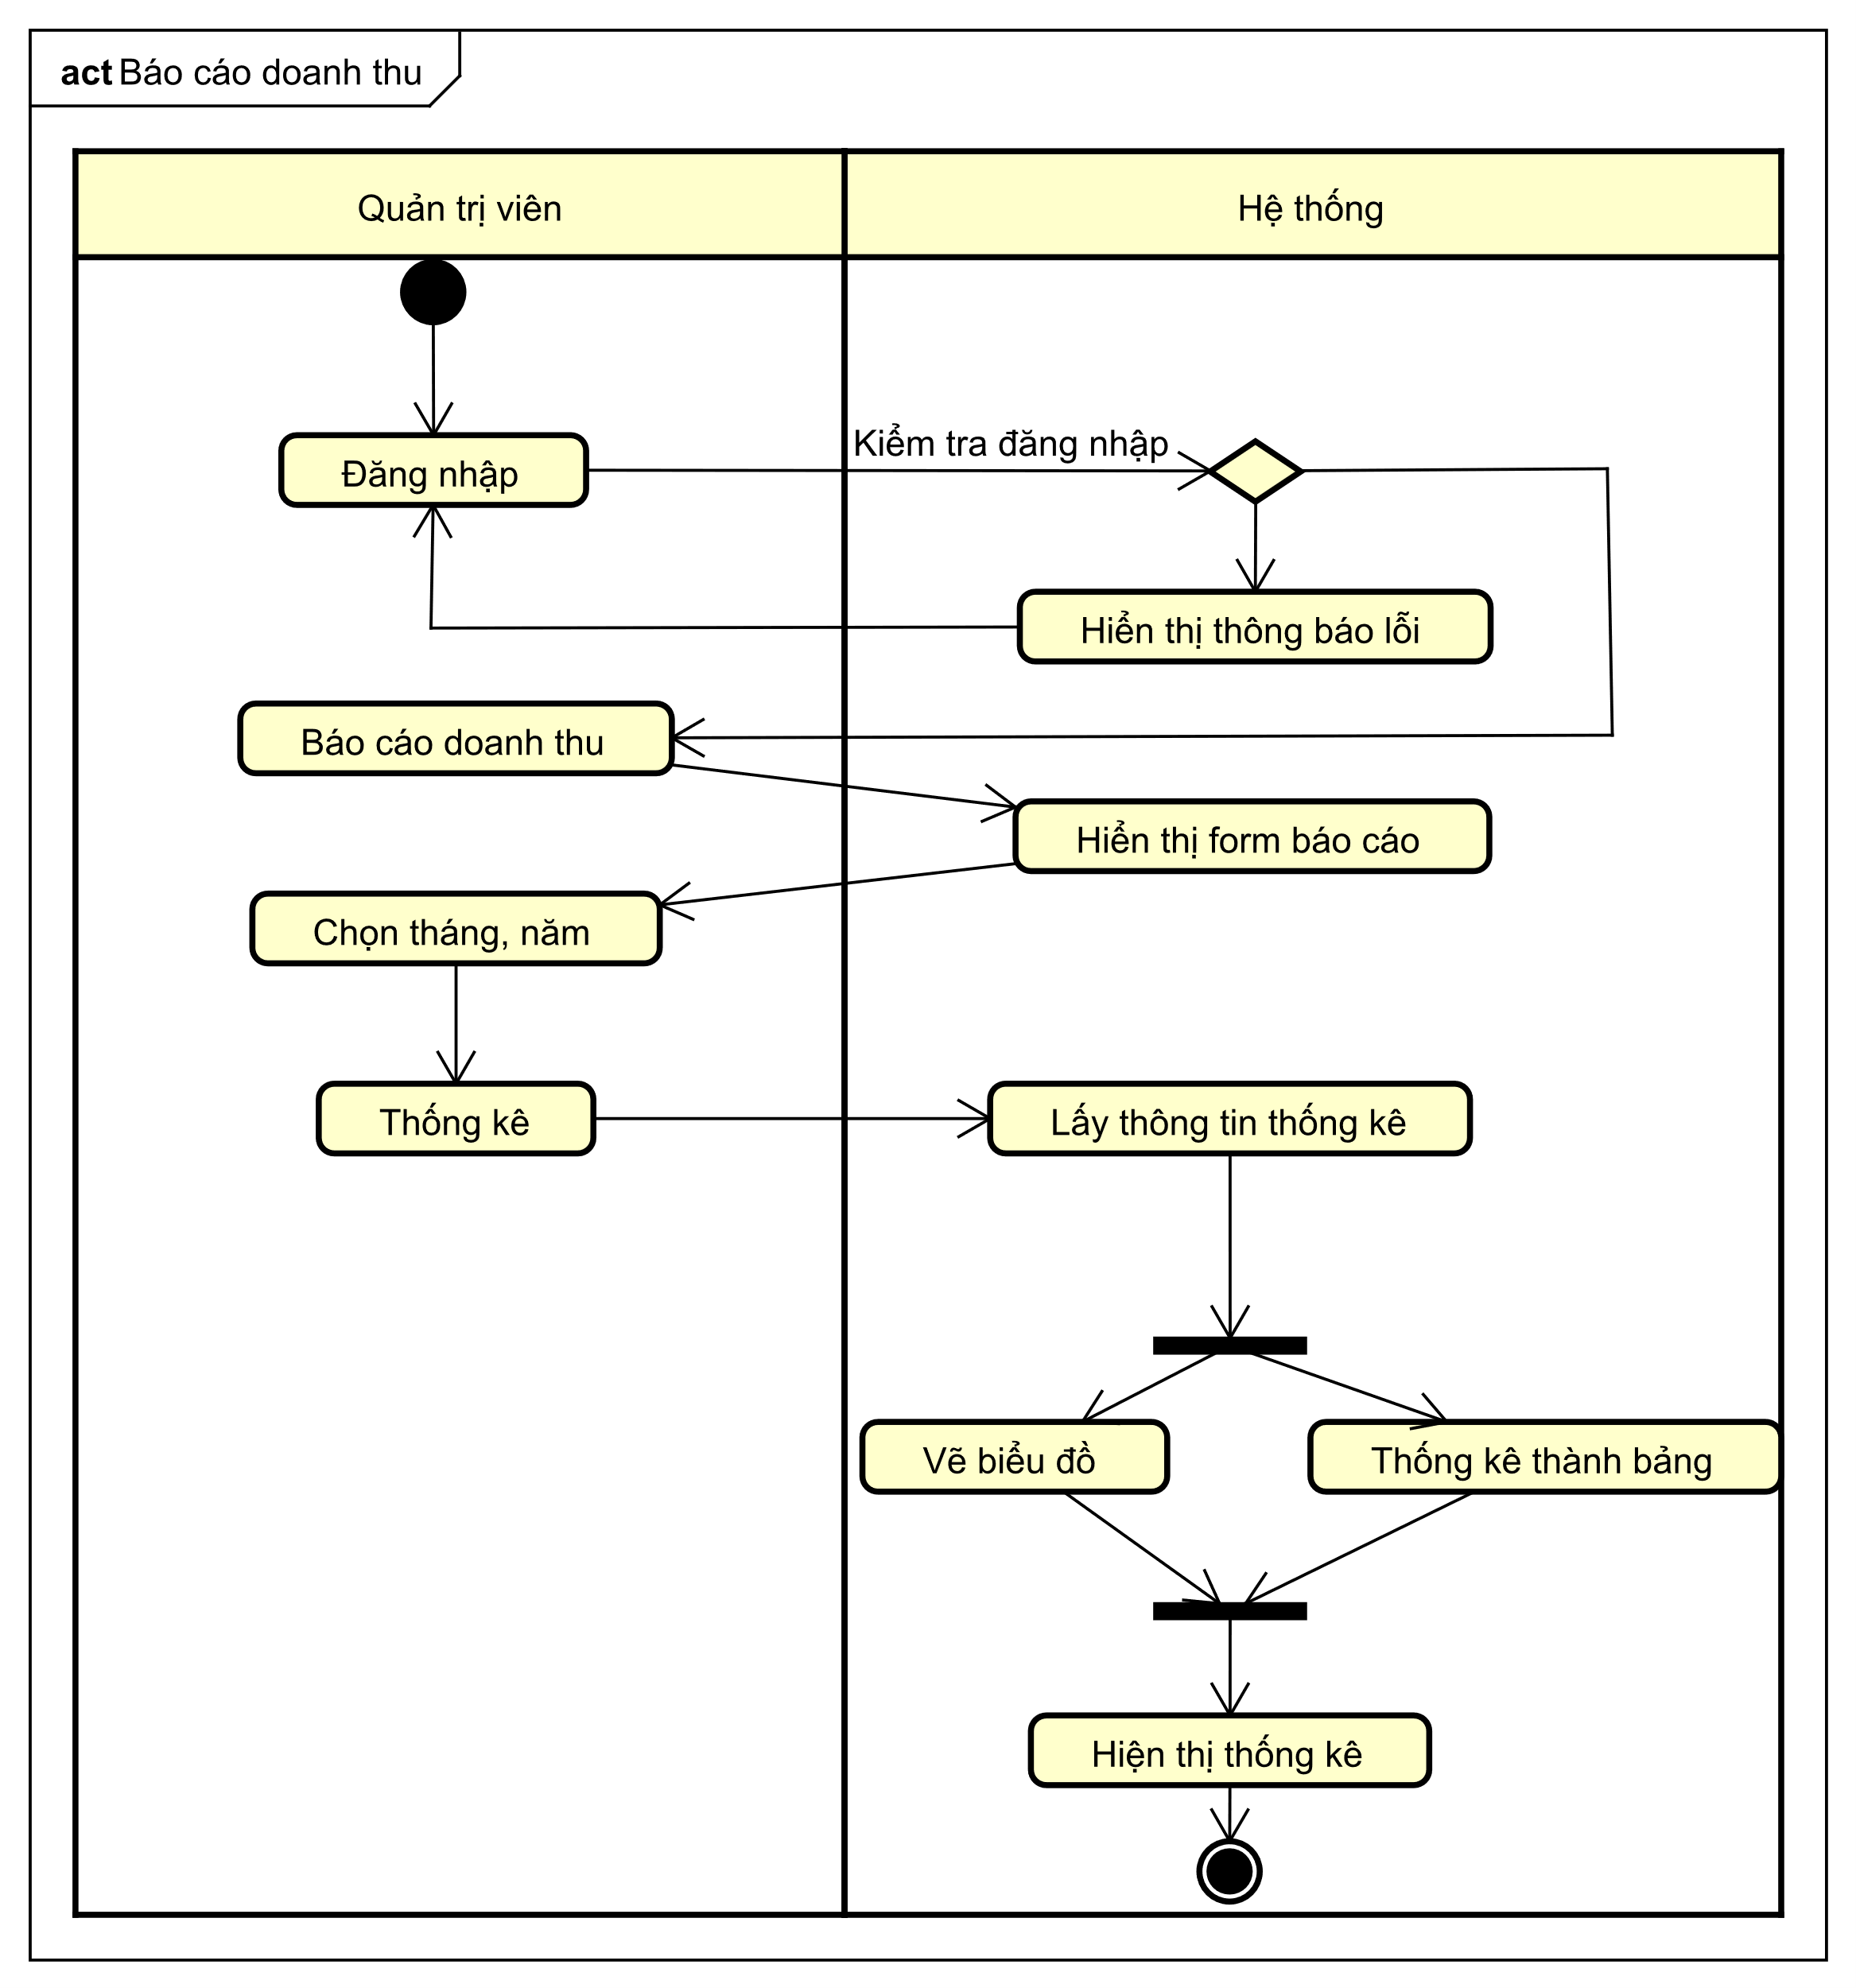 act Báo cáo doanh thu
Quản trị viên
Hệ thống
Đăng nhập
Kiểm tra đăng nhập
Hiển thị thông báo lỗi
Báo cáo doanh thu
Hiển thị form báo cáo
Chọn tháng, năm
Thống kê
Lấy thông tin thống kê
Vẽ biểu đồ
Thống kê thành bảng
Hiện thị thống kê